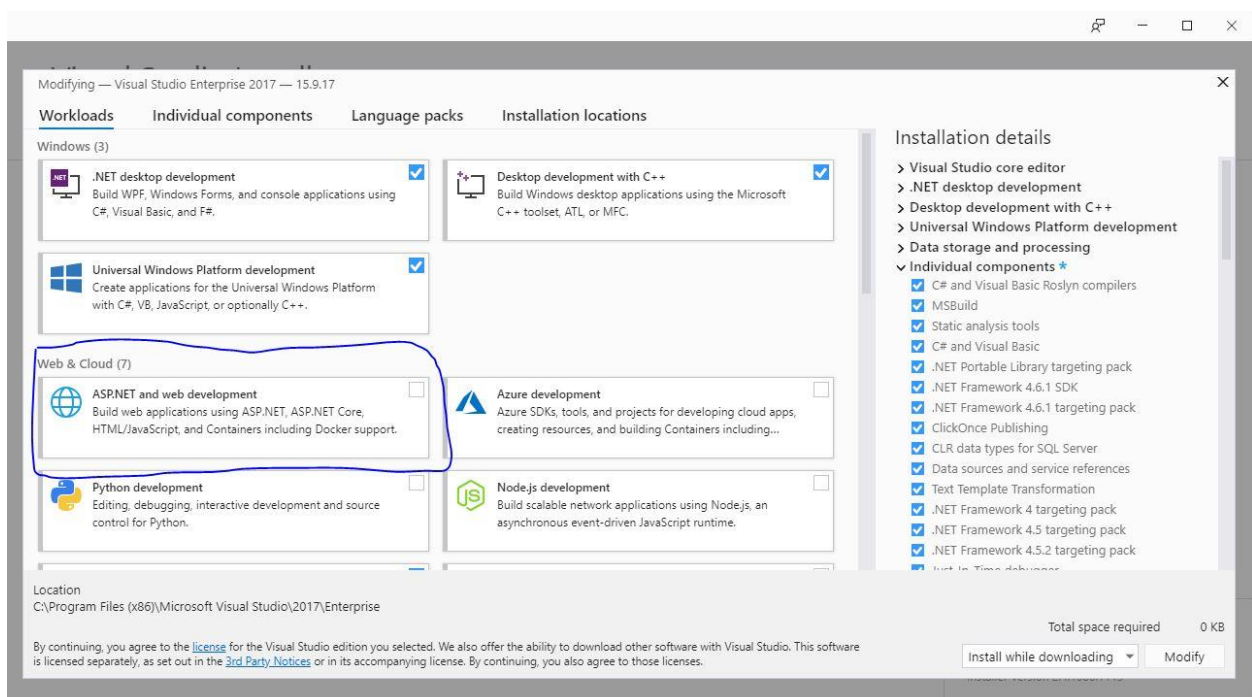 Modifying — Visual Studio Enterprise 2017 — 15.9.17
Workloads
Individual components
Language packs
Installation locations
Windows (3)
.NET desktop development
Build WPF, Windows Forms, and console applications using
C#, Visual Basic, and F#.
Desktop development with C++
Build Windows desktop applications using the Microsoft
C++ toolset, ATL, or MFC.
Universal Windows Platform development
Create applications for the Universal Windows Platform
with C#, VB, JavaScript, or optionally C++.
Web & Cloud (7)
ASP.NET and web development
Build web applications using ASP.NET, ASP.NET Core,
HTML/JavaScript, and Containers including Docker support.
Azure development
Azure SDKs, tools, and projects for developing cloud apps,
creating resources, and building Containers including...
Python development
Editing, debugging, interactive development and source
control for Python.
Node.js development
Build scalable network applications using Node.js, an
asynchronous event-driven JavaScript runtime.
Installation details
Visual Studio core editor
.NET desktop development
Desktop development with C++
Universal Windows Platform development
Data storage and processing
Individual components *
C# and Visual Basic Roslyn compilers
MSBuild
Static analysis tools
C# and Visual Basic
.NET Portable Library targeting pack
.NET Framework 4.6.1 SDK
.NET Framework 4.6.1 targeting pack
ClickOnce Publishing
CLR data types for SQL Server
Data sources and service references
Text Template Transformation
.NET Framework 4 targeting pack
.NET Framework 4.5 targeting pack
.NET Framework 4.5.2 targeting pack
Just-In-Time debugger
Location
C:\Program Files (x86)\Microsoft Visual Studio\2017\Enterprise
Total space required 0 KB
By continuing, you agree to the license for the Visual Studio edition you selected. We also offer the ability to download other software with Visual Studio. This software
is licensed separately, as set out in the 3rd Party Notices or in its accompanying license. By continuing, you also agree to those licenses.
Install while downloading
Modify